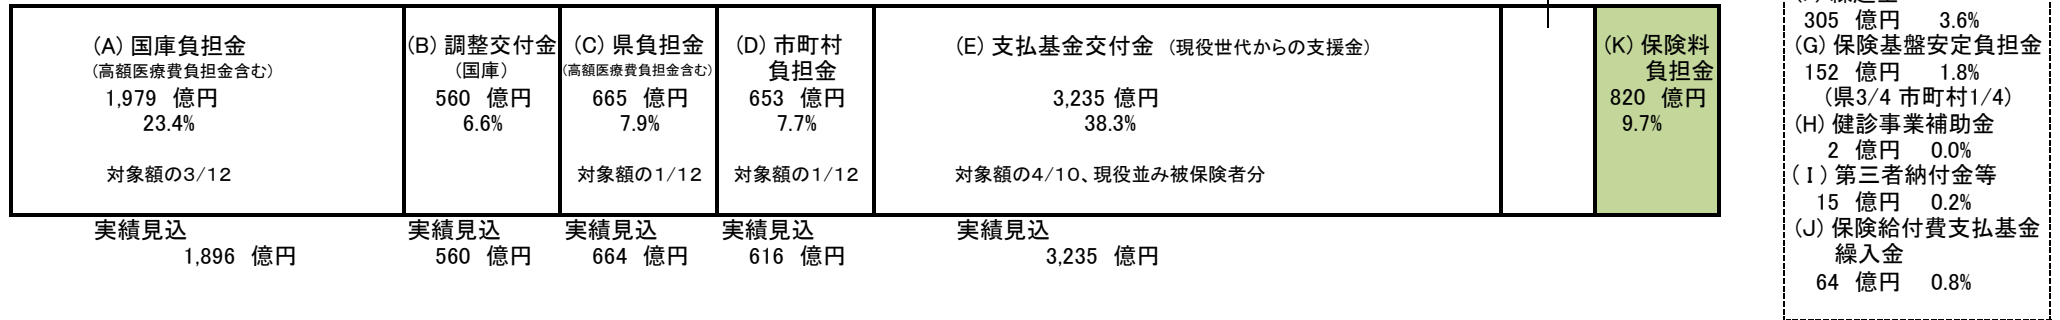 (A) 国庫負担金
(高額医療費負担金含む)
1,979 億円
23.4%
対象額の3/12
(B) 調整交付金
(国庫)
560 億円
6.6%
(C) 県負担金
(高額医療費負担金含む)
665 億円
7.9%
対象額の1/12
(D) 市町村
負担金
653 億円
7.7%
対象額の1/12
(E) 支払基金交付金 (現役世代からの支援金)
3,235 億円
38.3%
対象額の4/10、現役並み被保険者分
(K) 保険料
負担金
820 億円
9.7%
実績見込
1,896 億円
実績見込
560 億円
実績見込
664 億円
実績見込
616 億円
実績見込
3,235 億円
305 億円 3.6%
(G) 保険基盤安定負担金
152 億円 1.8%
(県3/4 市町村1/4)
(H) 健診事業補助金
2 億円 0.0%
(I) 第三者納付金等
15 億円 0.2%
(J) 保険給付費支払基金
繰入金
64 億円 0.8%